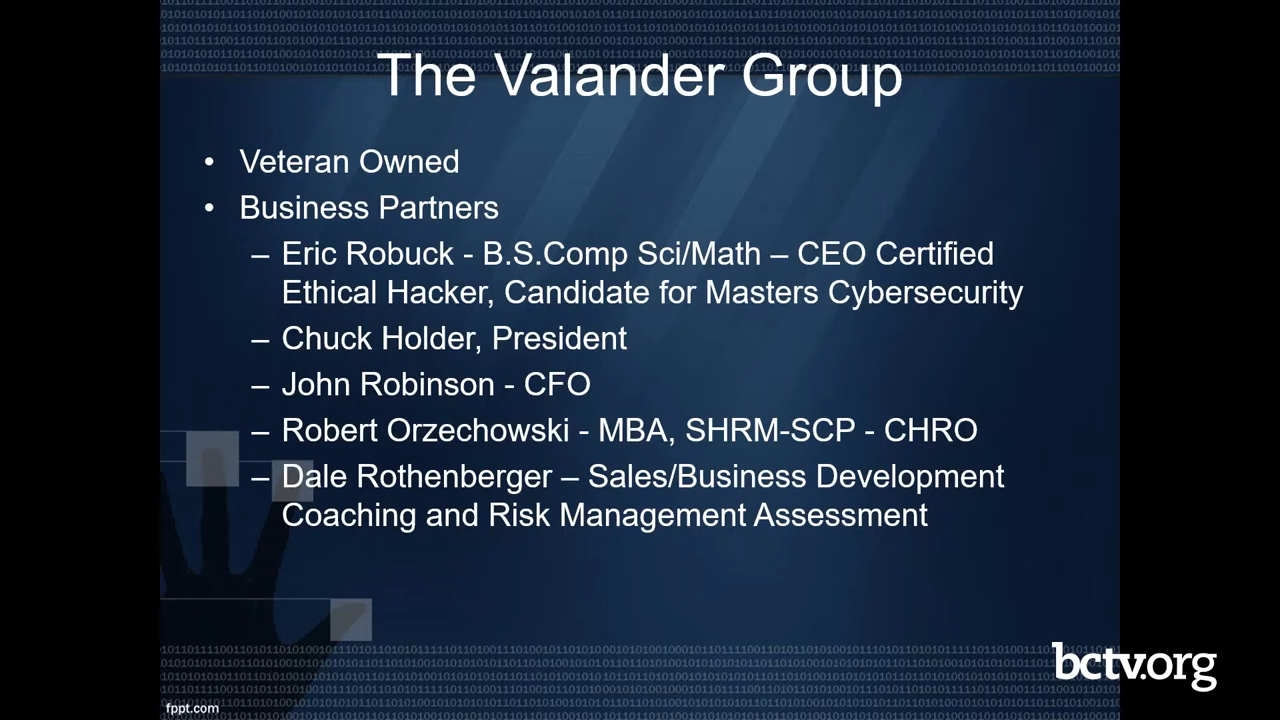 The Valander Group
• Veteran Owned
• Business Partners
– Eric Robuck - B.S.Comp Sci/Math – CEO Certified
Ethical Hacker, Candidate for Masters Cybersecurity
– Chuck Holder, President
– John Robinson - CFO
– Robert Orzechowski - MBA, SHRM-SCP - CHRO
– Dale Rothenberger – Sales/Business Development
Coaching and Risk Management Assessment
bctv.org
fppt.com